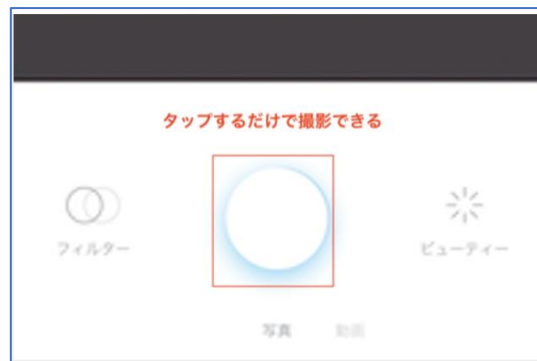 タップするだけで撮影できる
フィルター
ビューティー
写真 動画